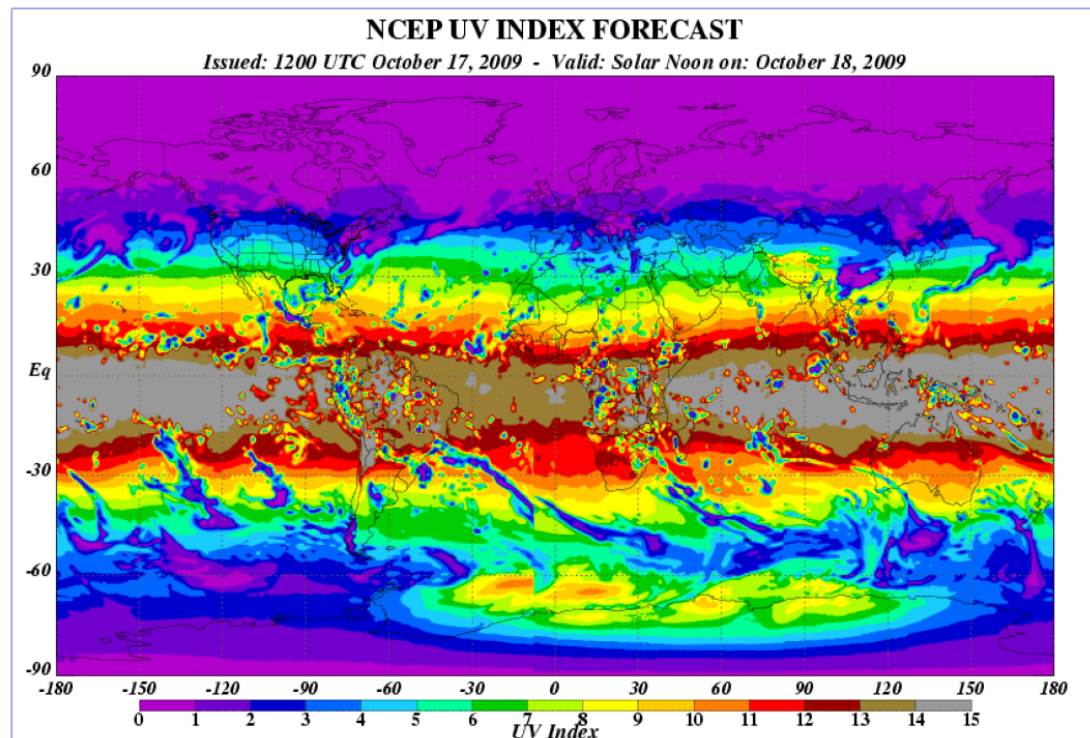 NCEP UV INDEX FORECAST
Issued: 1200 UTC October 17, 2009 - Valid: Solar Noon on: October 18, 2009
90
60
30
Eq
-30
-60
-90
-180 -150 -120 -90 -60 -30 0 30 60 90 120 150 180
0 1 2 3 4 5 6 7 8 9 10 11 12 13 14 15
UV Index